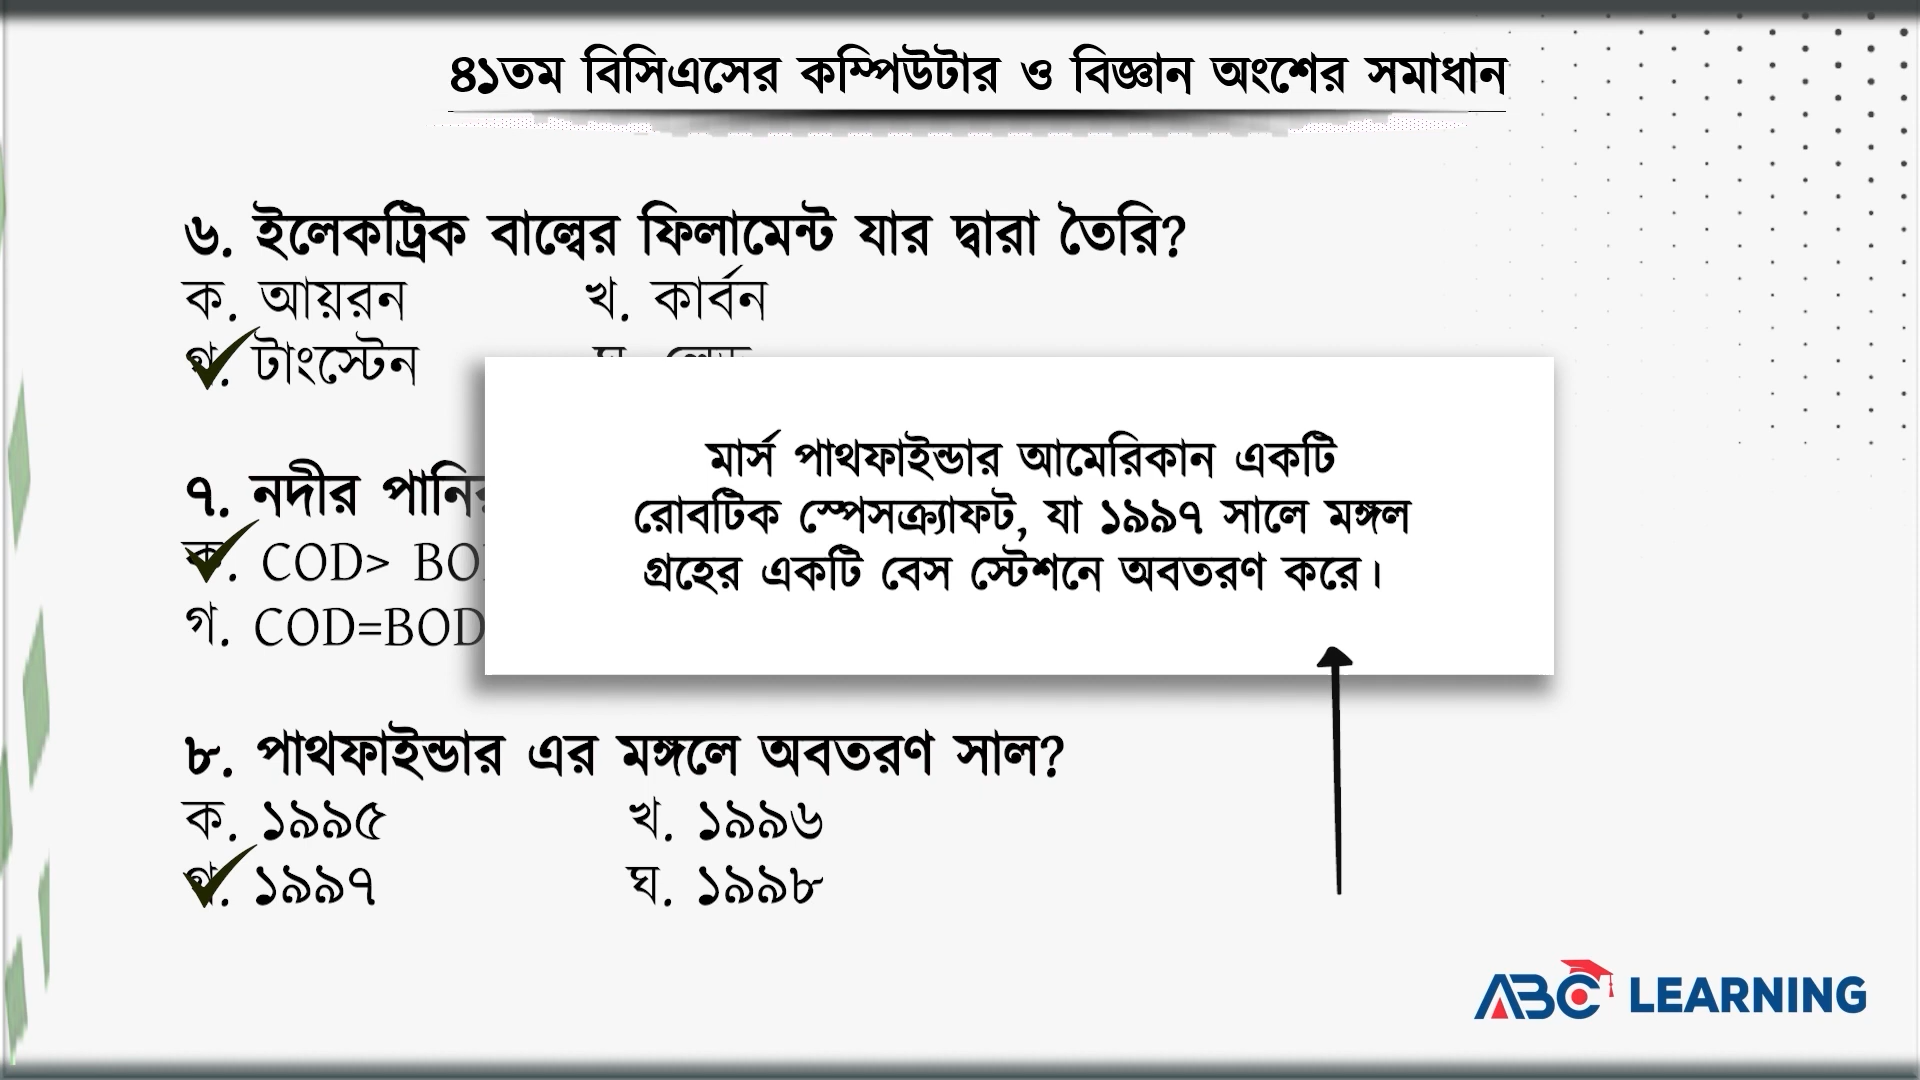 ৪১তম বিসিএসের কম্পিউটার ও বিজ্ঞান অংশের সমাধান
৬. ইলেকট্রিক বাল্বের ফিলামেন্ট যার দ্বারা তৈরি?
ক. আয়রন খ. কার্বন
গ. টাংস্টেন
৭. নদীর
ক. COD>
গ. COD=BOD
মার্স পাথফাইন্ডার আমেরিকান একটি
রোবটিক স্পেসক্র্যাফট, যা ১৯৯৭ সালে মঙ্গল
গ্রহের একটি বেস স্টেশনে অবতরণ করে।
৮. পাথফাইন্ডার এর মঙ্গলে অবতরণ সাল?
ক. ১৯৯৫ খ. ১৯৯৬
গ. ১৯৯৭ ঘ. ১৯৯৮
ABC LEARNING